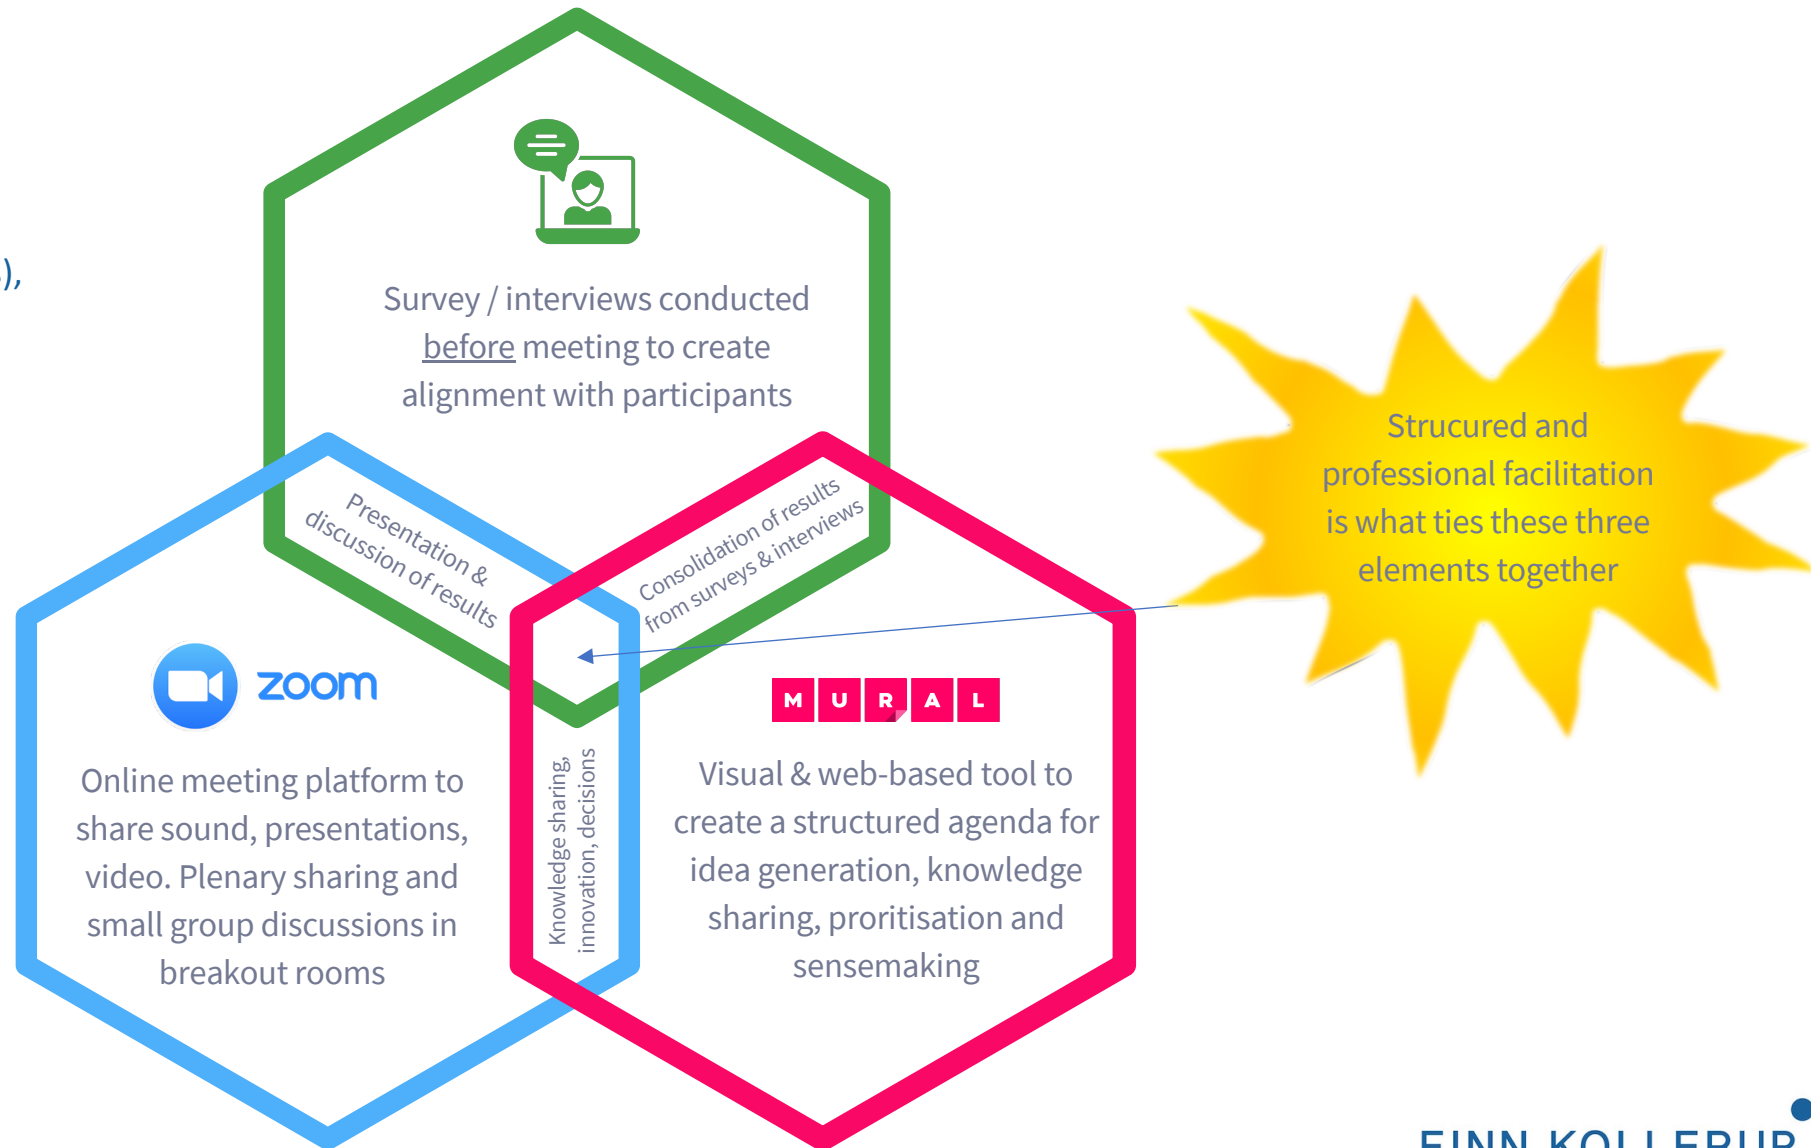 ),
Survey / interviews conducted
before meeting to create
alignment with participants
Presentation &
discussion of results
Consolidation of results
from surveys & interviews
Strucured and
professional facilitation
is what ties these three
elements together
zoom
Online meeting platform to
share sound, presentations,
video. Plenary sharing and
small group discussions in
breakout rooms
Knowledge sharing,
innovation, decisions
MURAL
Visual & web-based tool to
create a structured agenda for
idea generation, knowledge
sharing, proritisation and
sensemaking
FINN KOLLERUP